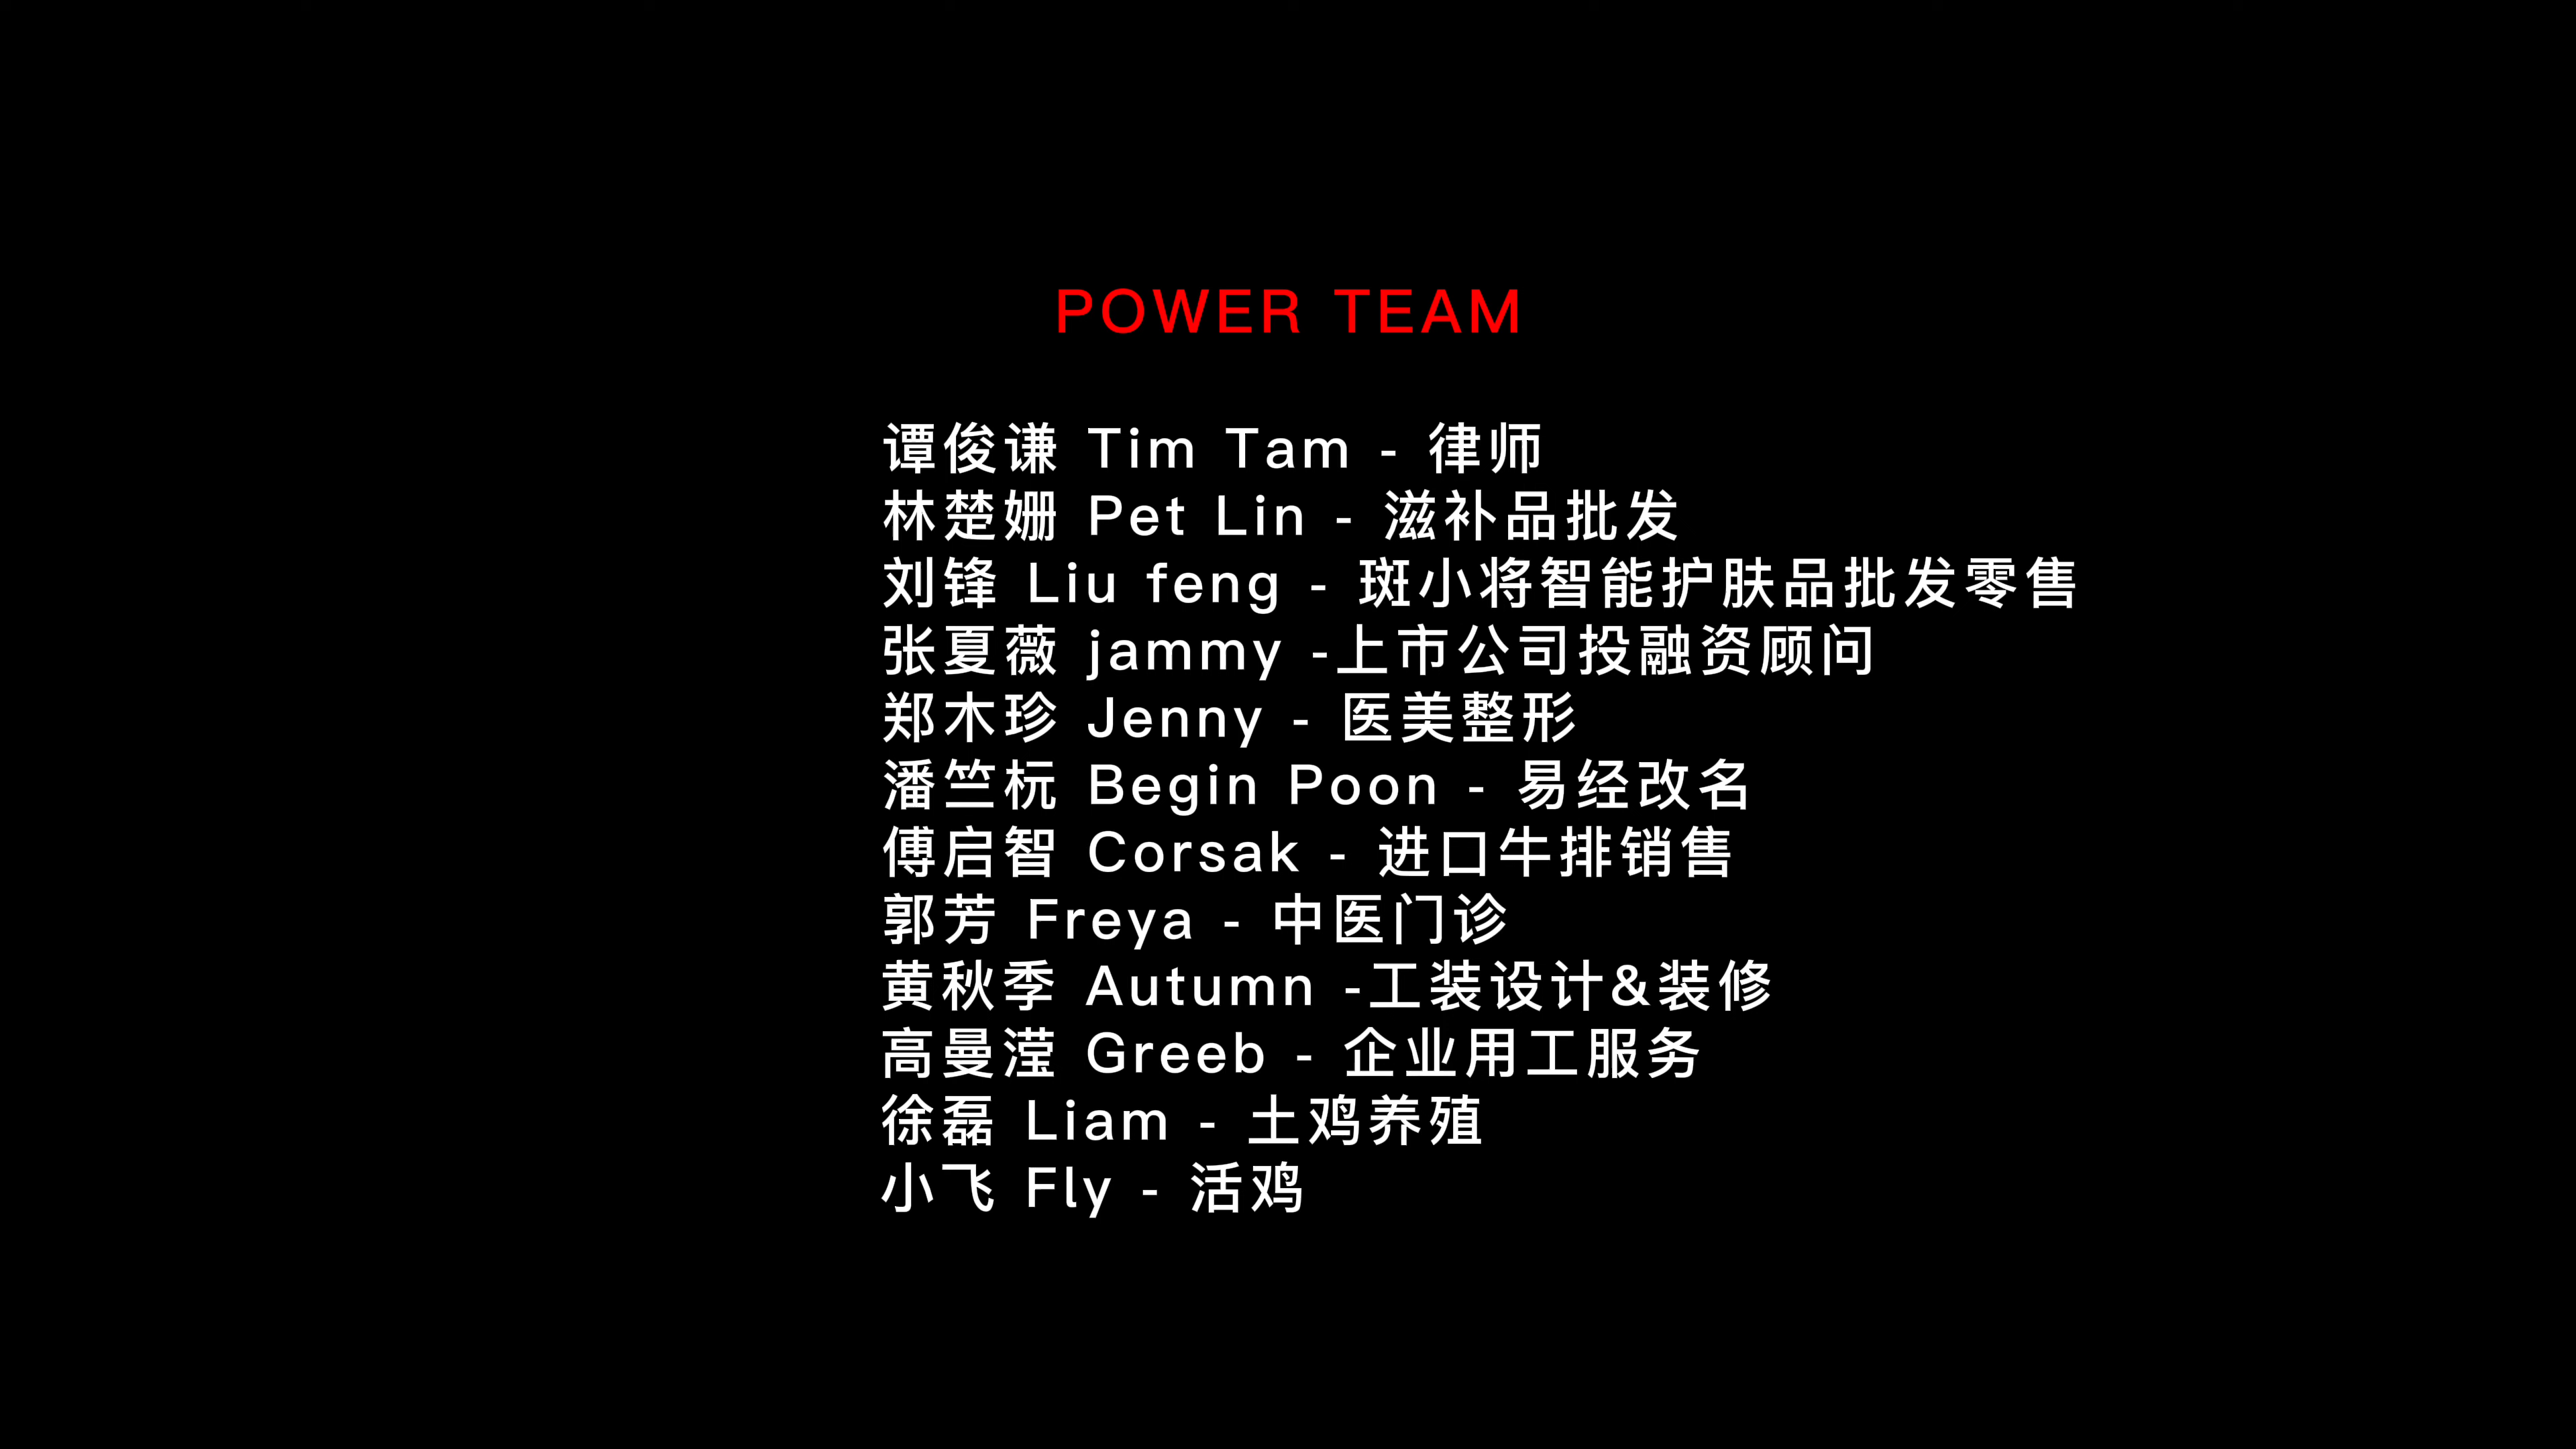 POWER TEAM
谭俊谦 Tim Tam - 律师
林楚姗 Pet Lin - 滋补品批发
刘锋 Liu feng - 斑小将智能护肤品批发零售
张夏薇 jammy -上市公司投融资顾问
郑木珍 Jenny - 医美整形
潘竺杬 Begin Poon - 易经改名
傅启智 Corsak - 进口牛排销售
郭芳 Freya - 中医门诊
黄秋季 Autumn -工装设计&装修
高曼滢 Greeb - 企业用工服务
徐磊 Liam - 土鸡养殖
小飞 Fly - 活鸡